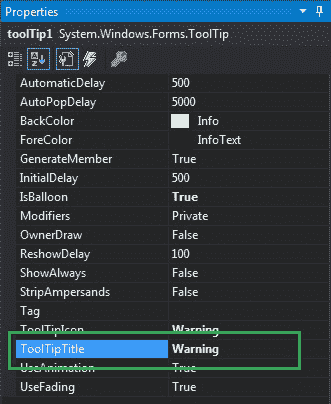 Properties
toolTip1 System.Windows.Forms.ToolTip
AutomaticDelay 500
AutoPopDelay 5000
BackColor Info
ForeColor InfoText
GenerateMember True
InitialDelay 500
IsBalloon True
Modifiers Private
OwnerDraw False
ReshowDelay 100
ShowAlways False
StripAmpersands False
Tag
ToolTipIcon Warning
ToolTipTitle Warning
UseAnimation True
UseFading True